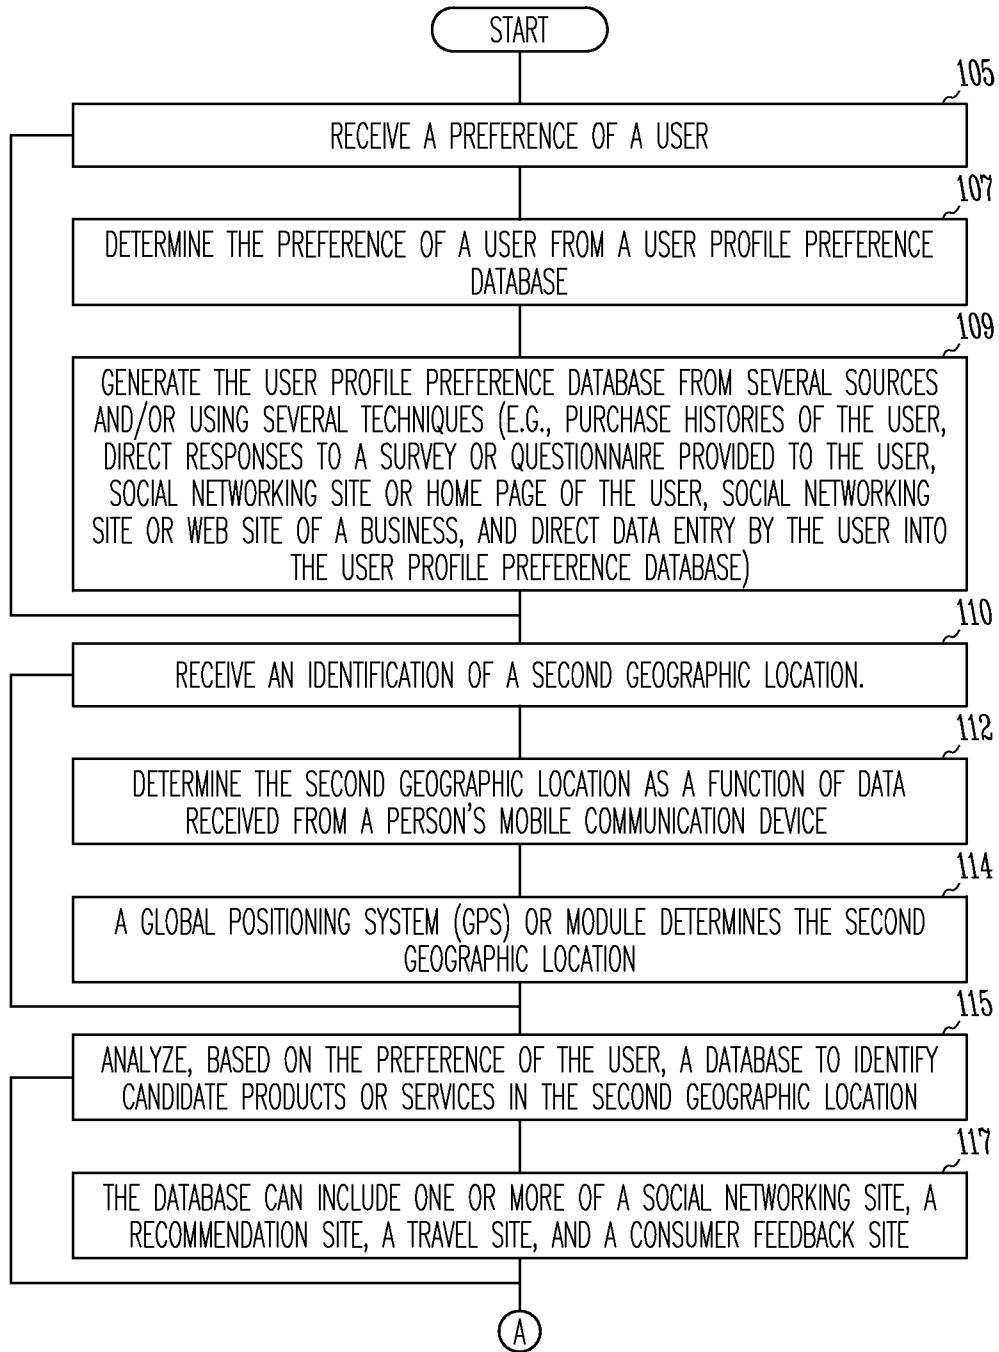 START
105
RECEIVE A PREFERENCE OF A USER
107
DETERMINE THE PREFERENCE OF A USER FROM A USER PROFILE PREFERENCE
DATABASE
109
GENERATE THE USER PROFILE PREFERENCE DATABASE FROM SEVERAL SOURCES
AND/OR USING SEVERAL TECHNIQUES (E.G., PURCHASE HISTORIES OF THE USER,
DIRECT RESPONSES TO A SURVEY OR QUESTIONNAIRE PROVIDED TO THE USER,
SOCIAL NETWORKING SITE OR HOME PAGE OF THE USER, SOCIAL NETWORKING
SITE OR WEB SITE OF A BUSINESS, AND DIRECT DATA ENTRY BY THE USER INTO
THE USER PROFILE PREFERENCE DATABASE)
110
RECEIVE AN IDENTIFICATION OF A SECOND GEOGRAPHIC LOCATION.
112
DETERMINE THE SECOND GEOGRAPHIC LOCATION AS A FUNCTION OF DATA
RECEIVED FROM A PERSON'S MOBILE COMMUNICATION DEVICE
114
A GLOBAL POSITIONING SYSTEM (GPS) OR MODULE DETERMINES THE SECOND
GEOGRAPHIC LOCATION
115
ANALYZE, BASED ON THE PREFERENCE OF THE USER, A DATABASE TO IDENTIFY
CANDIDATE PRODUCTS OR SERVICES IN THE SECOND GEOGRAPHIC LOCATION
117
THE DATABASE CAN INCLUDE ONE OR MORE OF A SOCIAL NETWORKING SITE, A
RECOMMENDATION SITE, A TRAVEL SITE, AND A CONSUMER FEEDBACK SITE
A